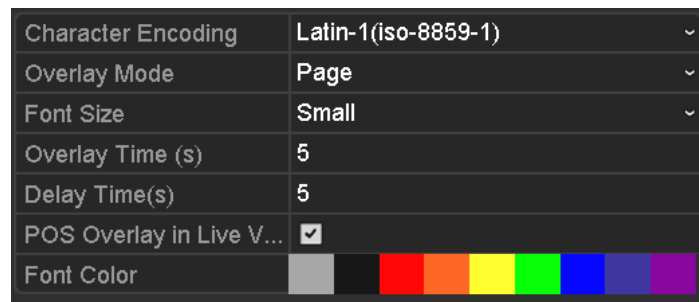 Character Encoding Latin-1(iso-8859-1)
Overlay Mode Page
Font Size Small
Overlay Time (s) 5
Delay Time(s) 5
POS Overlay in Live V...
Font Color